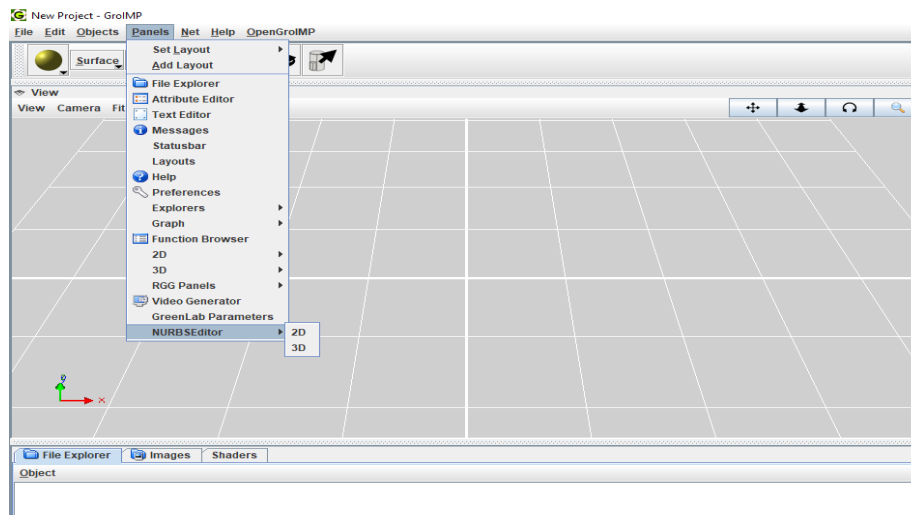 New Project - GroIMP
File Edit Objects Panels Net Help OpenGroIMP
Surface
Set Layout
Add Layout
File Explorer
Attribute Editor
Text Editor
Messages
Statusbar
Layouts
Help
Preferences
Explorers
Graph
Function Browser
2D
3D
RGG Panels
Video Generator
GreenLab Parameters
NURBSEditor
2D
3D
View
View Camera Fit
y
x
File Explorer Images Shaders
Object